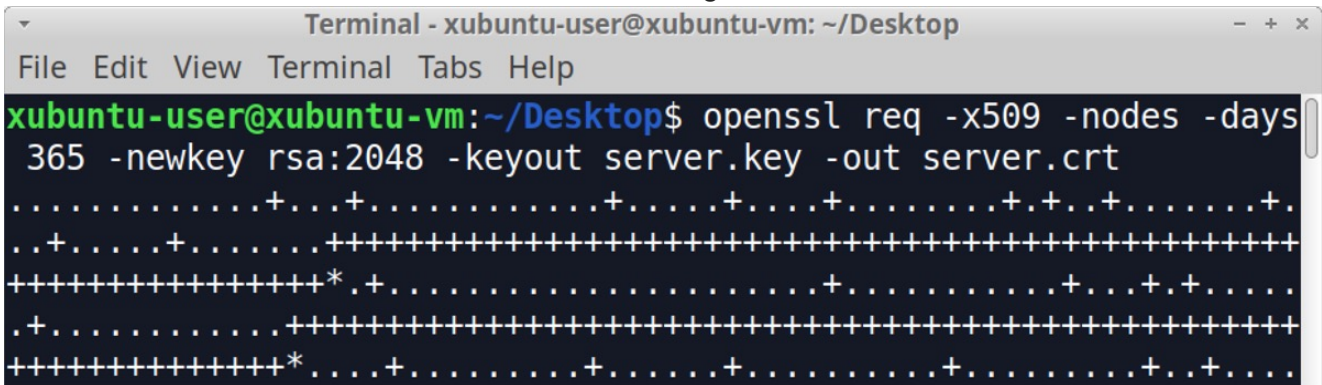 Terminal - xubuntu-user@xubuntu-vm: ~/Desktop
File Edit View Terminal Tabs Help
xubuntu-user@xubuntu-vm:~/Desktop$ openssl req -x509 -nodes -days
 365 -newkey rsa:2048 -keyout server.key -out server.crt
.............+...+............+.....+....+........+.+..+.......+.
..+.....+.......+++++++++++++++++++++++++++++++++++++++++++++++++
++++++++++++++++*.+......................+...........+...+.+.....
.+............+++++++++++++++++++++++++++++++++++++++++++++++++++
++++++++++++++*....+.........+......+..........+.........+..+....